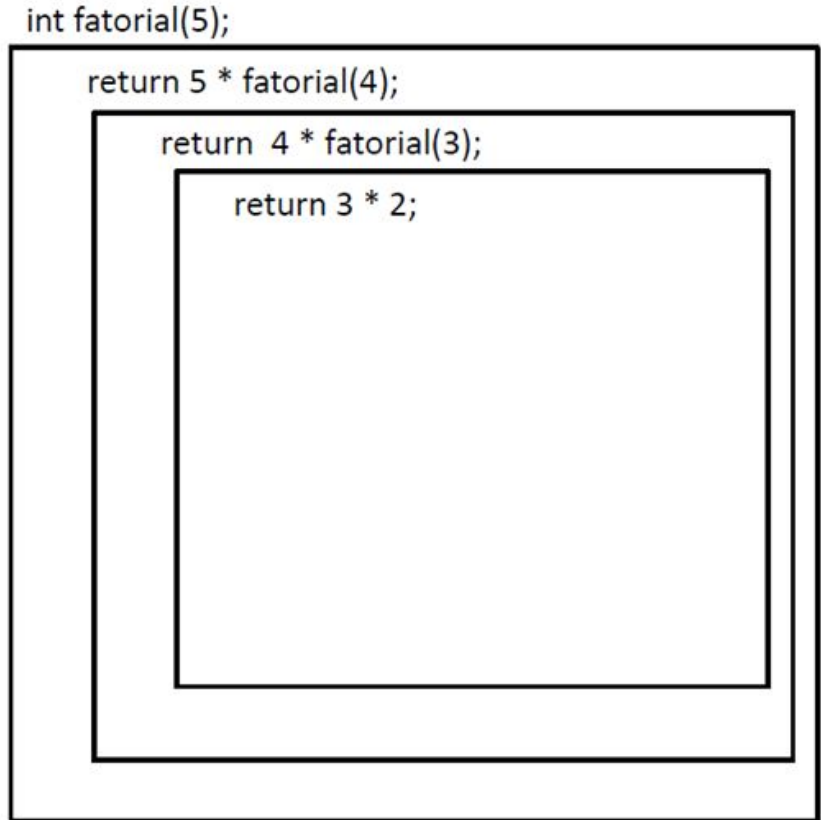 int fatorial(5);
return 5 * fatorial(4);
return 4 * fatorial(3);
return 3 * 2;